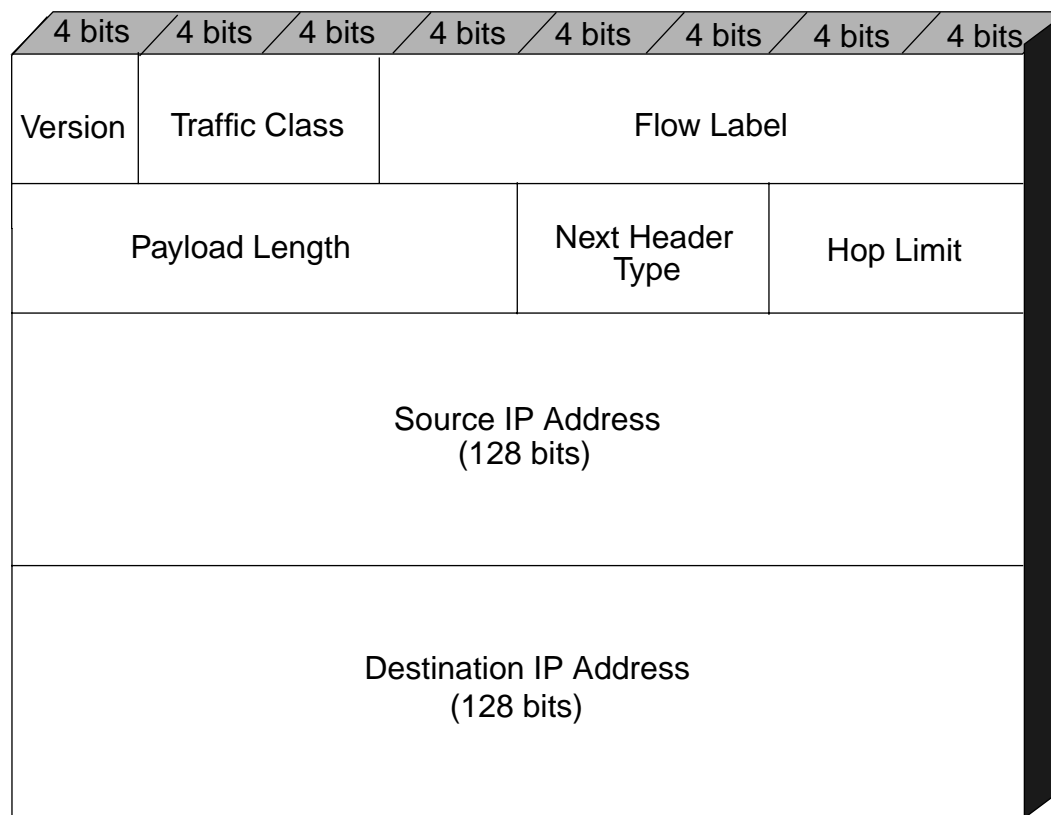 4 bits 4 bits 4 bits 4 bits 4 bits 4 bits 4 bits 4 bits
Version Traffic Class Flow Label
Payload Length Next Header Type Hop Limit
Source IP Address
(128 bits)
Destination IP Address
(128 bits)